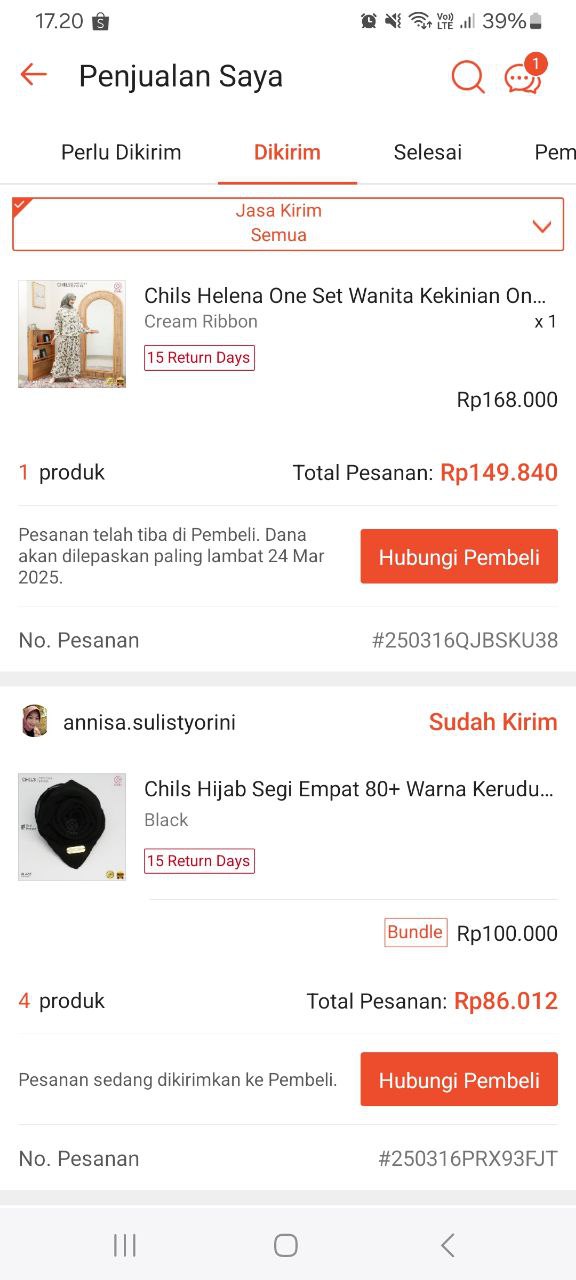 17.20
Vo))
LTE
39%
Penjualan Saya
1
Perlu Dikirim
Dikirim
Selesai
Pem
Jasa Kirim
Semua
CHILS
Chils Helena One Set Wanita Kekinian On...
Cream Ribbon
x 1
15 Return Days
Rp168.000
1 produk
Total Pesanan: Rp149.840
Pesanan telah tiba di Pembeli. Dana
akan dilepaskan paling lambat 24 Mar
2025.
Hubungi Pembeli
No. Pesanan
#250316QJBSKU38
annisa.sulistyorini
Sudah Kirim
CHILS
Chils Hijab Segi Empat 80+ Warna Kerudu...
Black
15 Return Days
Bundle
Rp100.000
4 produk
Total Pesanan: Rp86.012
Pesanan sedang dikirimkan ke Pembeli.
Hubungi Pembeli
No. Pesanan
#250316PRX93FJT